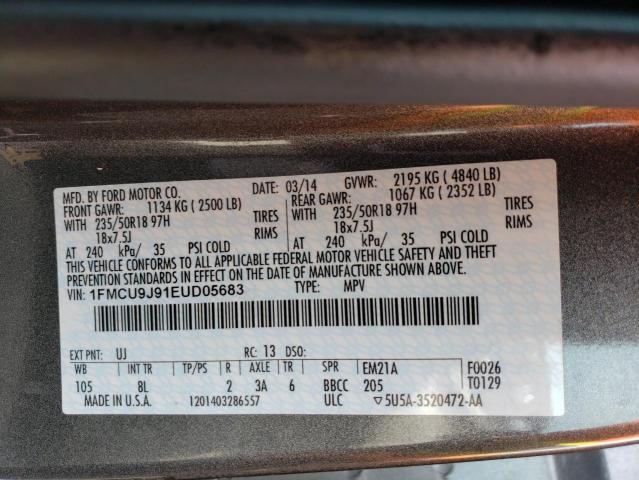 MFD. BY FORD MOTOR CO.
DATE: 03/14 GVWR: 2195 KG ( 4840 LB)
FRONT GAWR: 1134 KG ( 2500 LB) REAR GAWR: 1067 KG ( 2352 LB)
WITH 235/50R18 97H TIRES WITH 235/50R18 97H TIRES
18x7.5J RIMS 18x7.5J RIMS
AT 240 kPa/ 35 PSI COLD AT 240 kPa/ 35 PSI COLD
THIS VEHICLE CONFORMS TO ALL APPLICABLE FEDERAL MOTOR VEHICLE SAFETY AND THEFT
PREVENTION STANDARDS IN EFFECT ON THE DATE OF MANUFACTURE SHOWN ABOVE.
VIN: 1FMCU9J91EUD05683 TYPE: MPV
EXT PNT: UJ RC: 13 DSO:
WB INT TR TP/PS R AXLE TR SPR EM21A F0026
105 8L 2 3A 6 BBCC 205 T0129
MADE IN U.S.A. 1201403286557 ULC ▽5U5A-3520472-AA